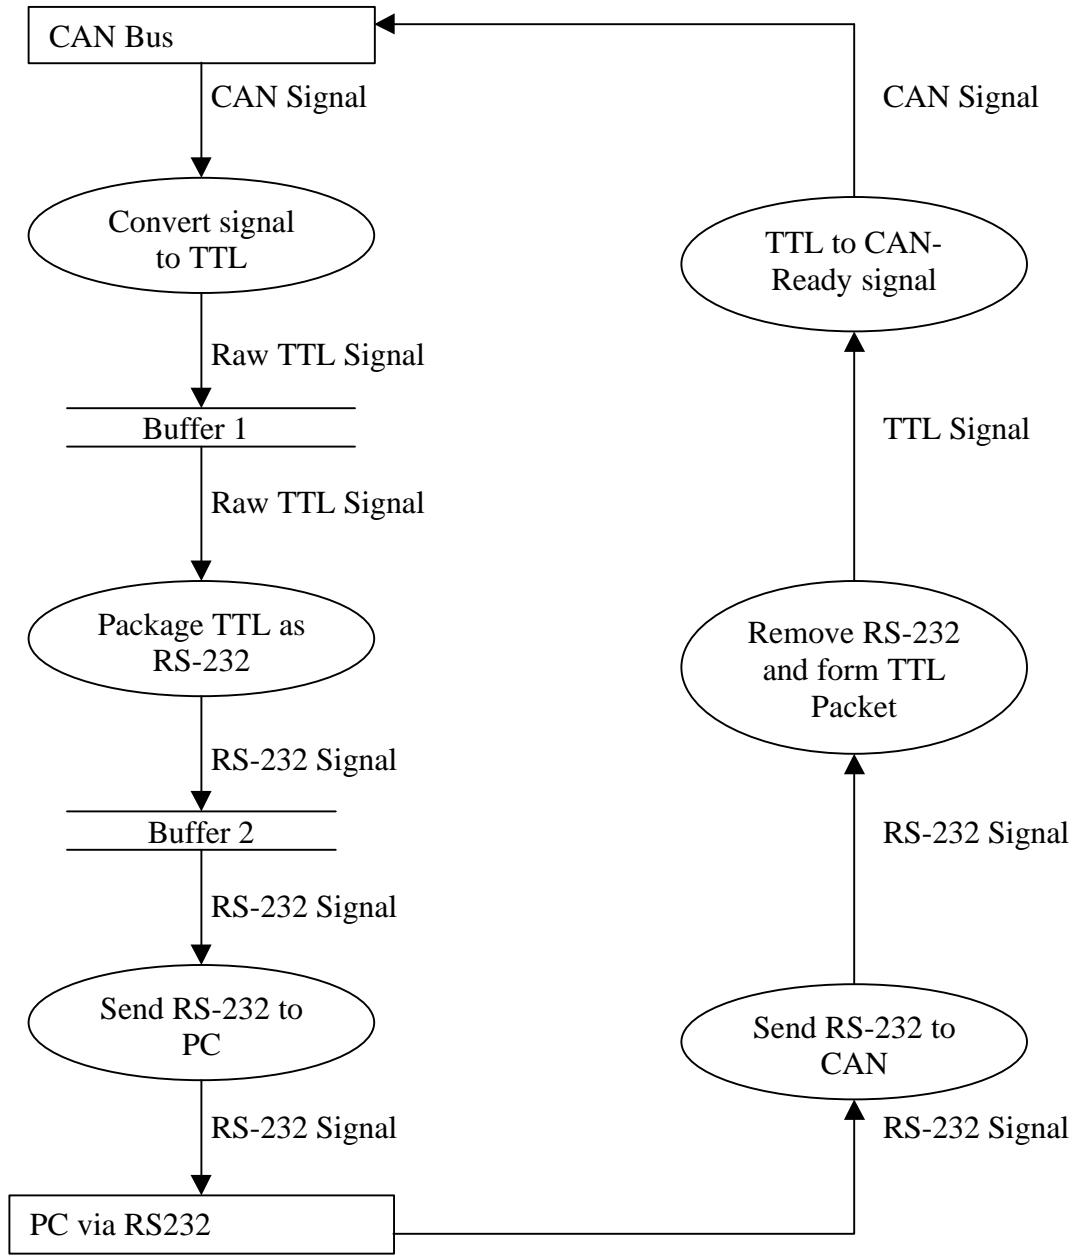 CAN Bus
CAN Signal
Convert signal
to TTL
Raw TTL Signal
Buffer 1
Raw TTL Signal
Package TTL as
RS-232
RS-232 Signal
Buffer 2
RS-232 Signal
Send RS-232 to
PC
RS-232 Signal
PC via RS232
RS-232 Signal
Send RS-232 to
CAN
RS-232 Signal
Remove RS-232
and form TTL
Packet
TTL Signal
TTL to CAN-
Ready signal
CAN Signal